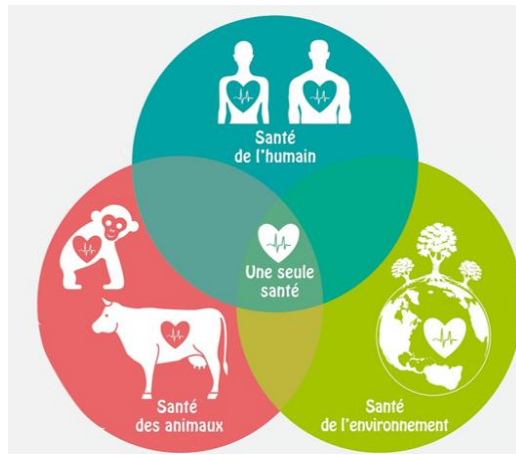 Santé
de l'humain
Une seule
santé
Santé
des animaux
Santé
de l'environnement